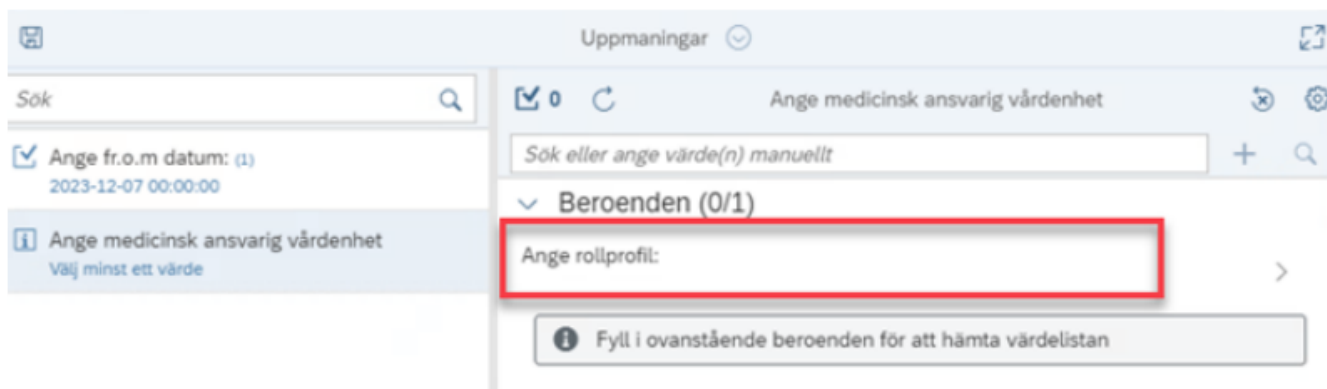 Uppmaningar
Sök
Ange fr.o.m datum: (1)
2023-12-07 00:00:00
Ange medicinsk ansvarig vårdenhet
Välj minst ett värde
0
Ange medicinsk ansvarig vårdenhet
Sök eller ange värde(n) manuellt
Beroenden (0/1)
Ange rollprofil:
Fyll i ovanstående beroenden för att hämta värdelistan